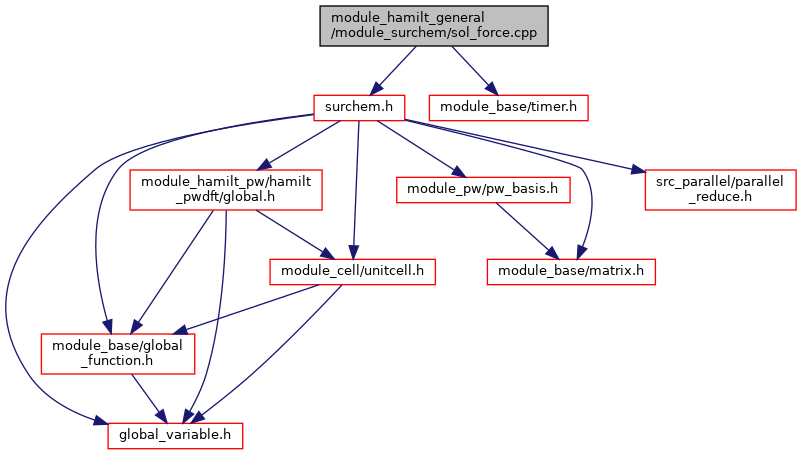 module_hamilt_general
/module_surchem/sol_force.cpp
surchem.h
module_base/timer.h
module_hamilt_pw/hamilt
_pwdft/global.h
module_pw/pw_basis.h
src_parallel/parallel
_reduce.h
module_cell/unitcell.h
module_base/matrix.h
module_base/global
_function.h
global_variable.h